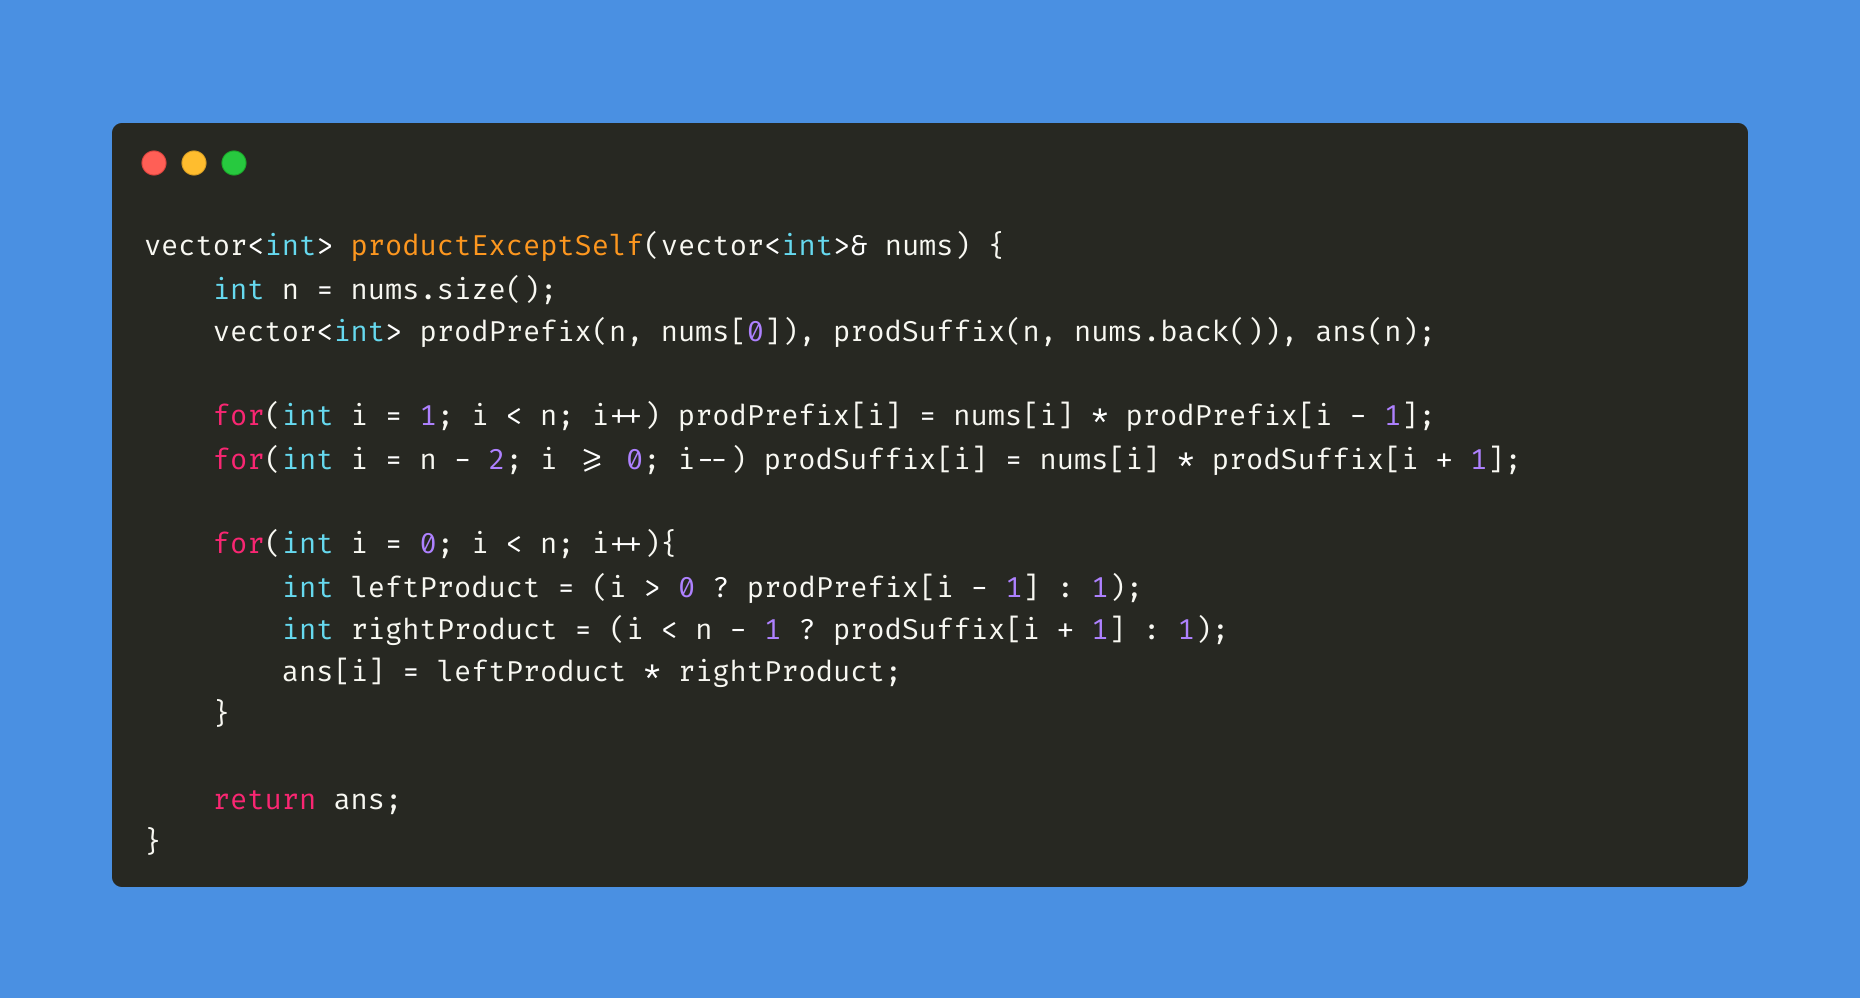 vector<int> productExceptSelf(vector<int>& nums) {
    int n = nums.size();
    vector<int> prodPrefix(n, nums[0]), prodSuffix(n, nums.back()), ans(n);

    for(int i = 1; i < n; i++) prodPrefix[i] = nums[i] * prodPrefix[i - 1];
    for(int i = n - 2; i >= 0; i--) prodSuffix[i] = nums[i] * prodSuffix[i + 1];

    for(int i = 0; i < n; i++){
        int leftProduct = (i > 0 ? prodPrefix[i - 1] : 1);
        int rightProduct = (i < n - 1 ? prodSuffix[i + 1] : 1);
        ans[i] = leftProduct * rightProduct;
    }

    return ans;
}